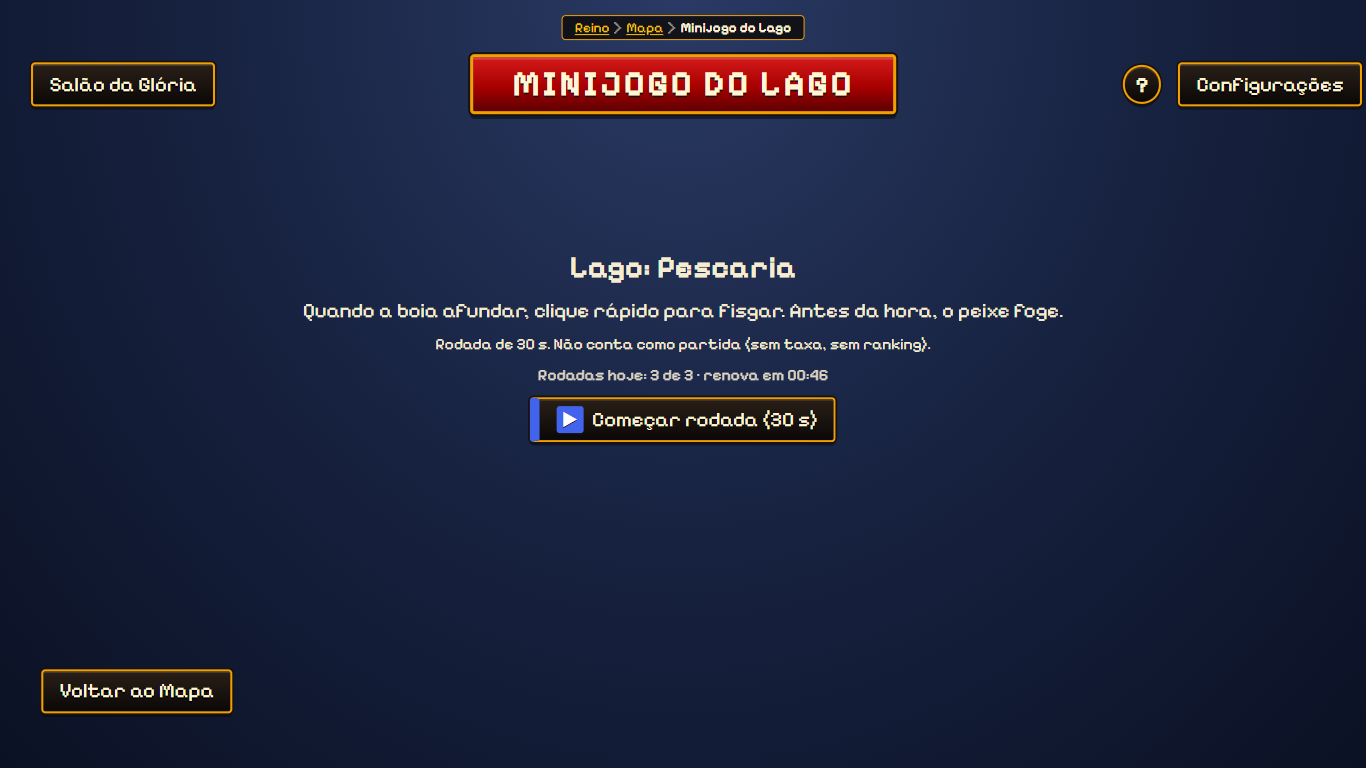 Reino > Mapa > Minijogo do Lago
Salão da Glória
MINIJOGO DO LAGO
?
Configurações
Lago: Pescaria
Quando a boia afundar, clique rápido para fisgar. Antes da hora, o peixe foge.
Rodada de 30 s. Não conta como partida (sem taxa, sem ranking).
Rodadas hoje: 3 de 3 · renova em 00:46
Começar rodada (30 s)
Voltar ao Mapa